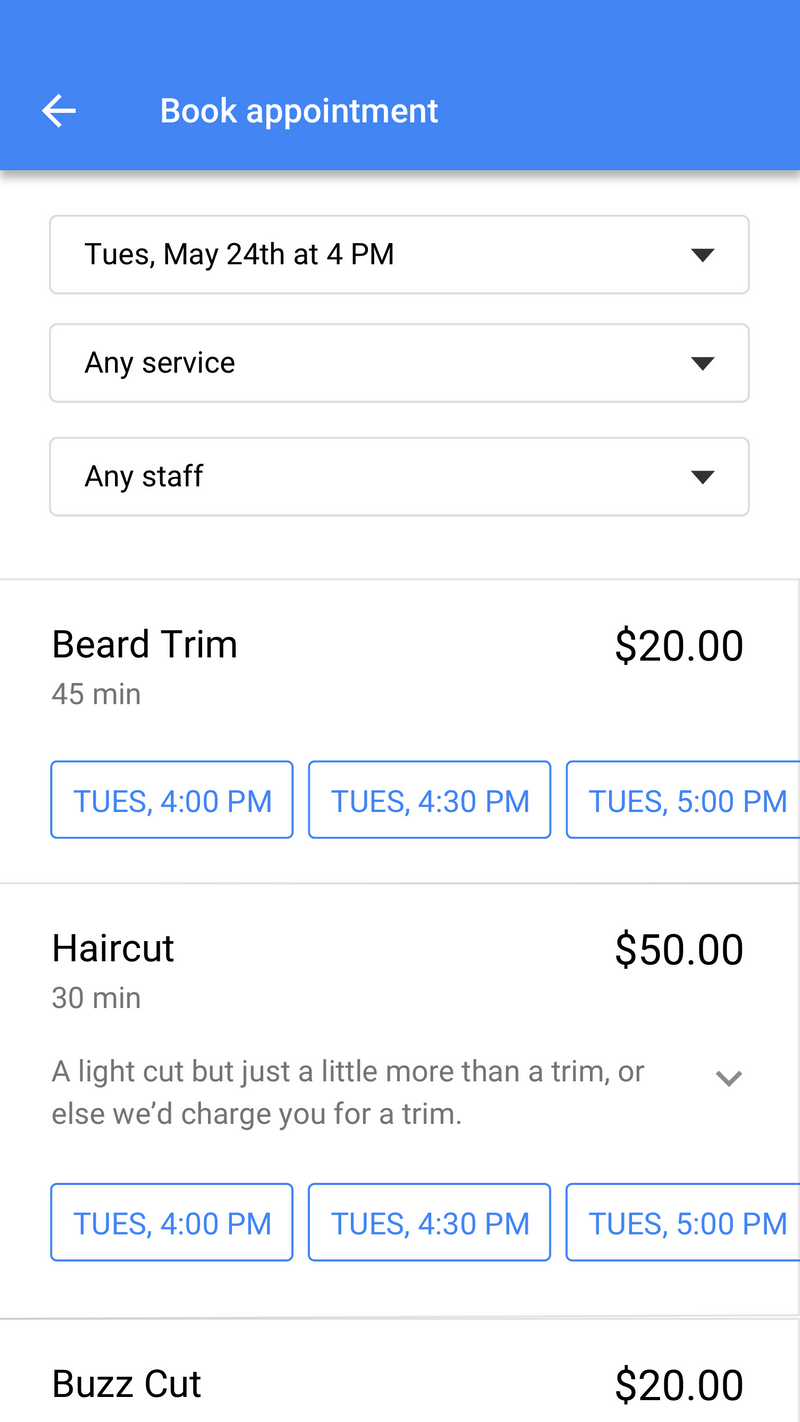 Book appointment
Tues, May 24th at 4 PM
Any service
Any staff
Beard Trim $20.00
45 min
TUES, 4:00 PM TUES, 4:30 PM TUES, 5:00 PM
Haircut $50.00
30 min
A light cut but just a little more than a trim, or
else we’d charge you for a trim.
TUES, 4:00 PM TUES, 4:30 PM TUES, 5:00 PM
Buzz Cut $20.00